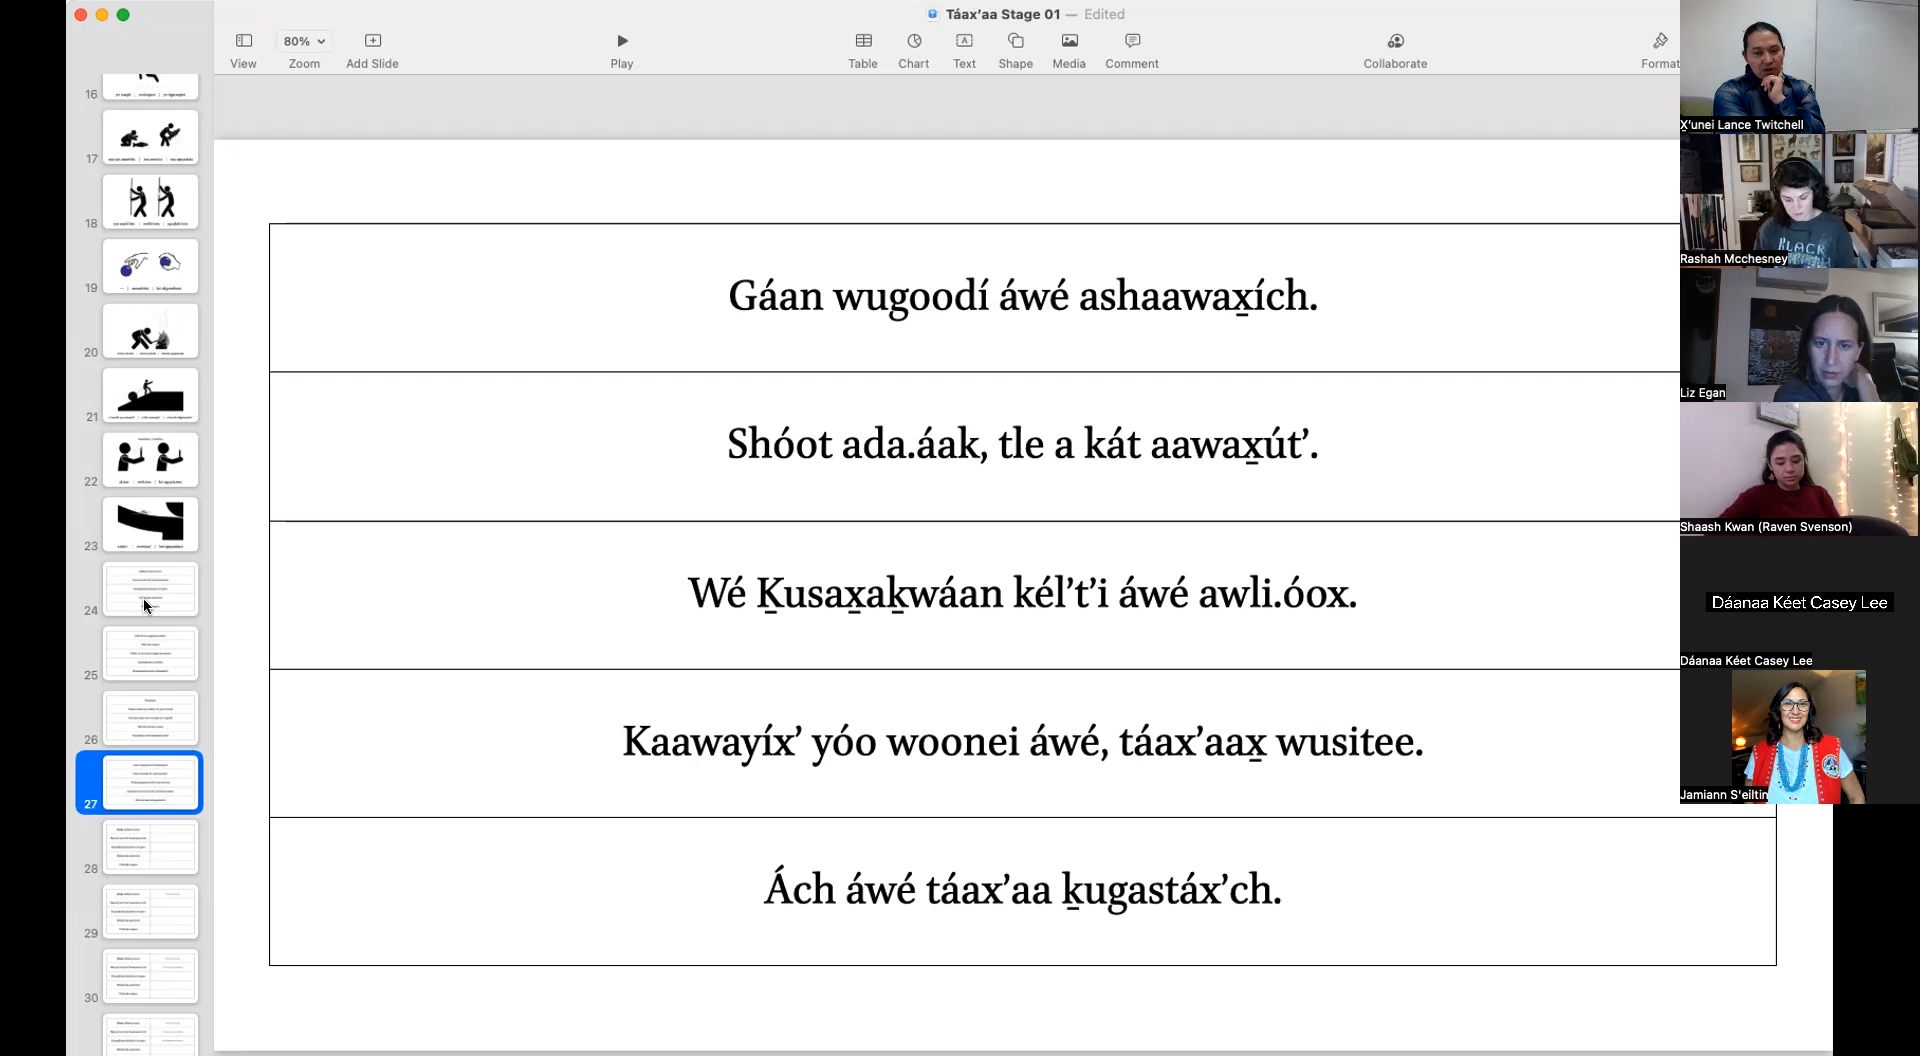 Táax’aa Stage 01 — Edited
80%
View
Zoom
Add Slide
Play
Table
Chart
Text
Shape
Media
Comment
Collaborate
Format
16
17
18
19
20
21
22
23
24
25
26
27
28
29
30
Gáan wugoodí áwé ashaawax̲ích.
Shóot ada.áak, tle a kát aawax̲út’.
Wé Ḵusax̲aḵwáan kél’t’i áwé awli.óox.
Kaawayíx’ yóo woonei áwé, táax’aax̲ wusitee.
Ách áwé táax’aa ḵugastáx’ch.
X̲’unei Lance Twitchell
BLACK
Rashah Mcchesney
Liz Egan
Shaash Kwan (Raven Svenson)
Dáanaa Kéet Casey Lee
Dáanaa Kéet Casey Lee
Jamiann S'eiltin